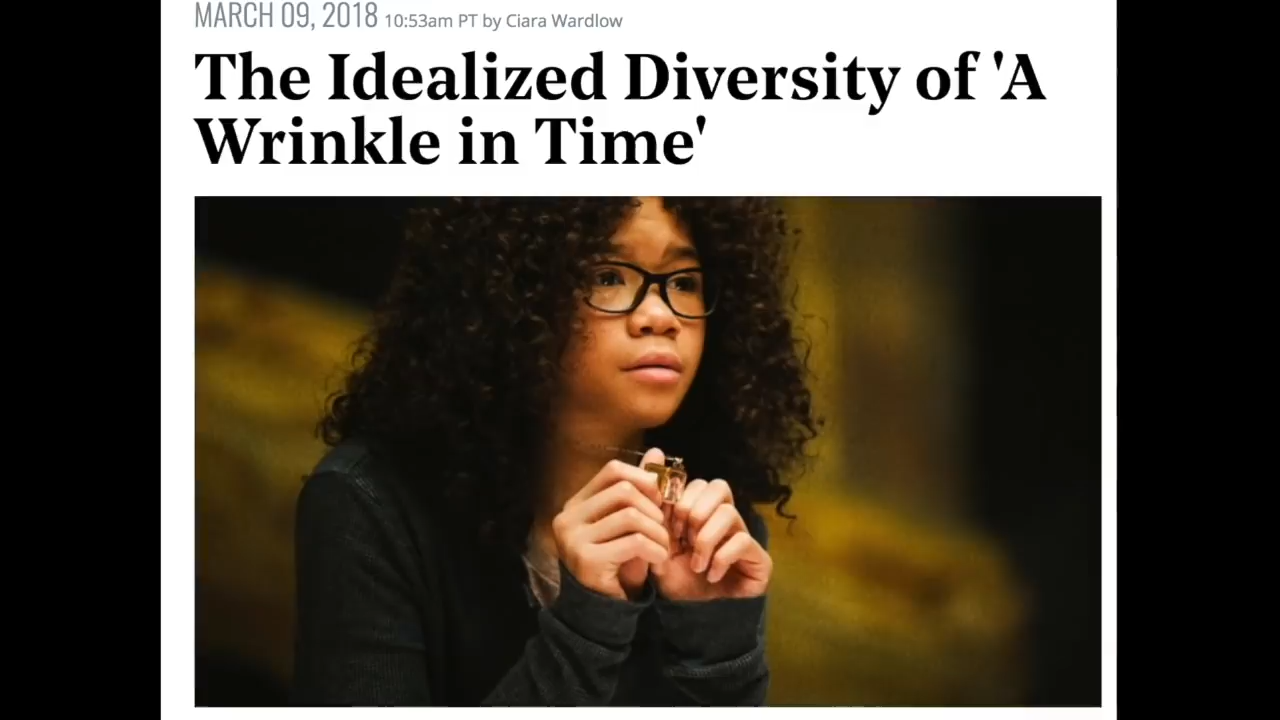 MARCH 09, 2018 10:53am PT by Ciara Wardlow
The Idealized Diversity of 'A
Wrinkle in Time'